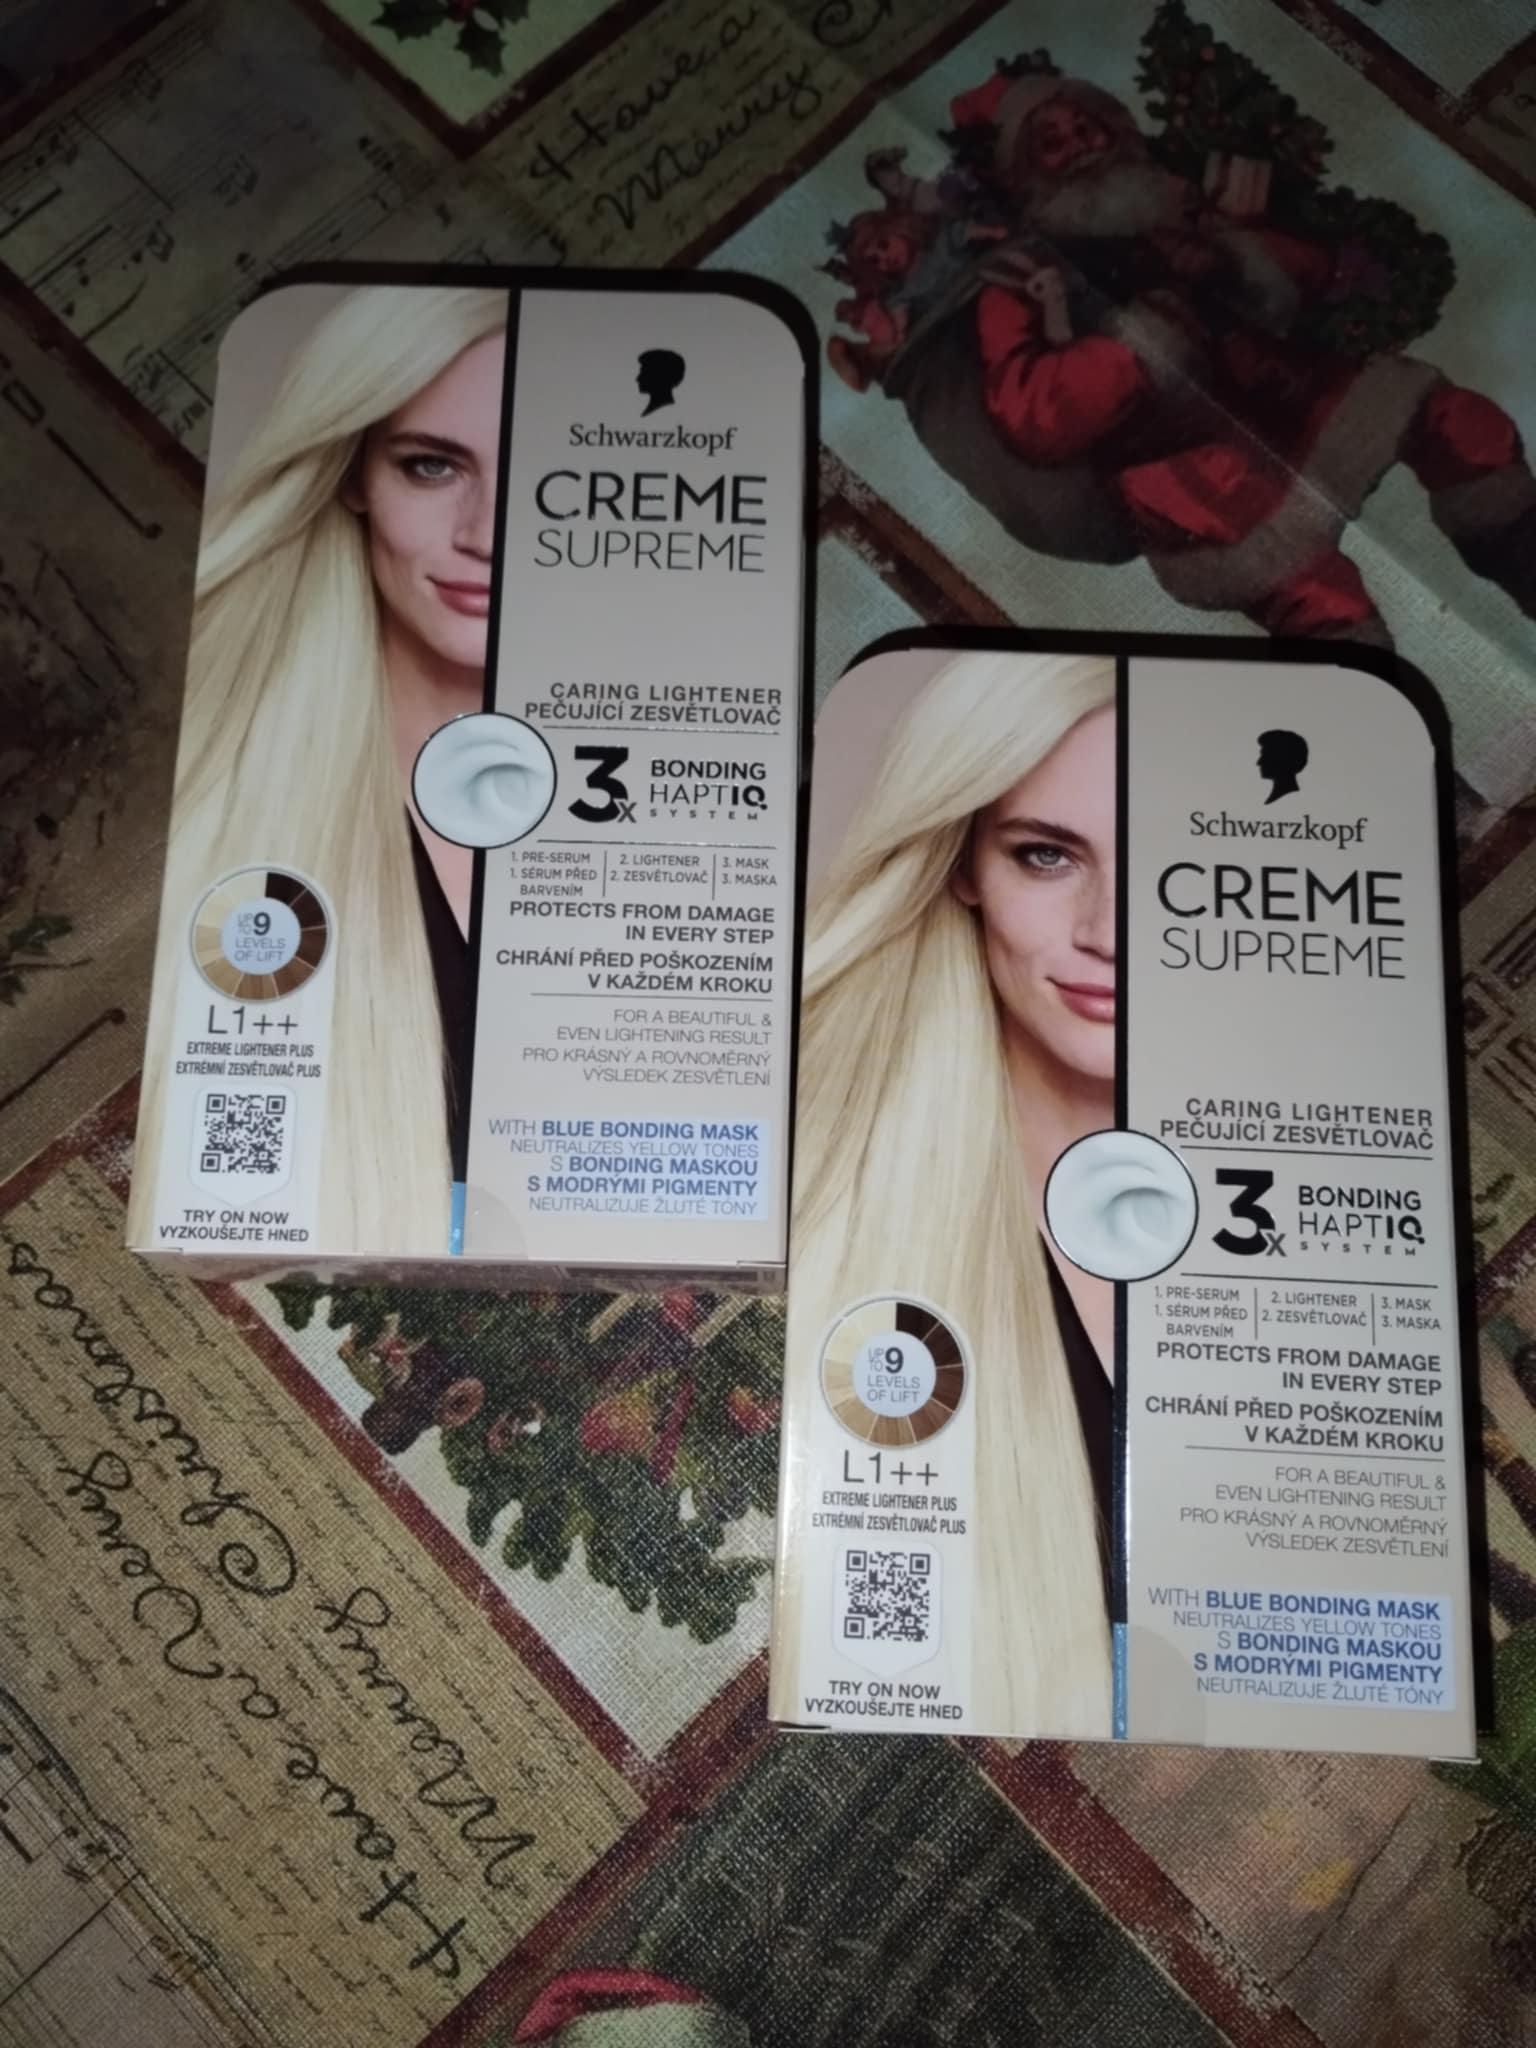 Have a
Merry
Schwarzkopf
CREME
SUPREME
CARING LIGHTENER
PEČUJÍCÍ ZESVĚTLOVAČ
3x BONDING
HAPTIQ
SYSTEM
1. PRE-SERUM
1. SÉRUM PŘED
BARVENÍM
2. LIGHTENER
2. ZESVĚTLOVAČ
3. MASK
3. MASKA
PROTECTS FROM DAMAGE
IN EVERY STEP
CHRÁNÍ PŘED POŠKOZENÍM
V KAŽDÉM KROKU
FOR A BEAUTIFUL &
EVEN LIGHTENING RESULT
PRO KRÁSNÝ A ROVNOMĚRNÝ
VÝSLEDEK ZESVĚTLENÍ
WITH BLUE BONDING MASK
NEUTRALIZES YELLOW TONES
S BONDING MASKOU
S MODRÝMI PIGMENTY
NEUTRALIZUJE ŽLUTÉ TÓNY
UP TO 9
LEVELS
OF LIFT
L1++
EXTREME LIGHTENER PLUS
EXTRÉMNÍ ZESVĚTLOVAČ PLUS
TRY ON NOW
VYZKOUŠEJTE HNED
Schwarzkopf
CREME
SUPREME
CARING LIGHTENER
PEČUJÍCÍ ZESVĚTLOVAČ
3x BONDING
HAPTIQ
SYSTEM
1. PRE-SERUM
1. SÉRUM PŘED
BARVENÍM
2. LIGHTENER
2. ZESVĚTLOVAČ
3. MASK
3. MASKA
PROTECTS FROM DAMAGE
IN EVERY STEP
CHRÁNÍ PŘED POŠKOZENÍM
V KAŽDÉM KROKU
FOR A BEAUTIFUL &
EVEN LIGHTENING RESULT
PRO KRÁSNÝ A ROVNOMĚRNÝ
VÝSLEDEK ZESVĚTLENÍ
WITH BLUE BONDING MASK
NEUTRALIZES YELLOW TONES
S BONDING MASKOU
S MODRÝMI PIGMENTY
NEUTRALIZUJE ŽLUTÉ TÓNY
UP TO 9
LEVELS
OF LIFT
L1++
EXTREME LIGHTENER PLUS
EXTRÉMNÍ ZESVĚTLOVAČ PLUS
TRY ON NOW
VYZKOUŠEJTE HNED
Have a Very
Merry Christmas